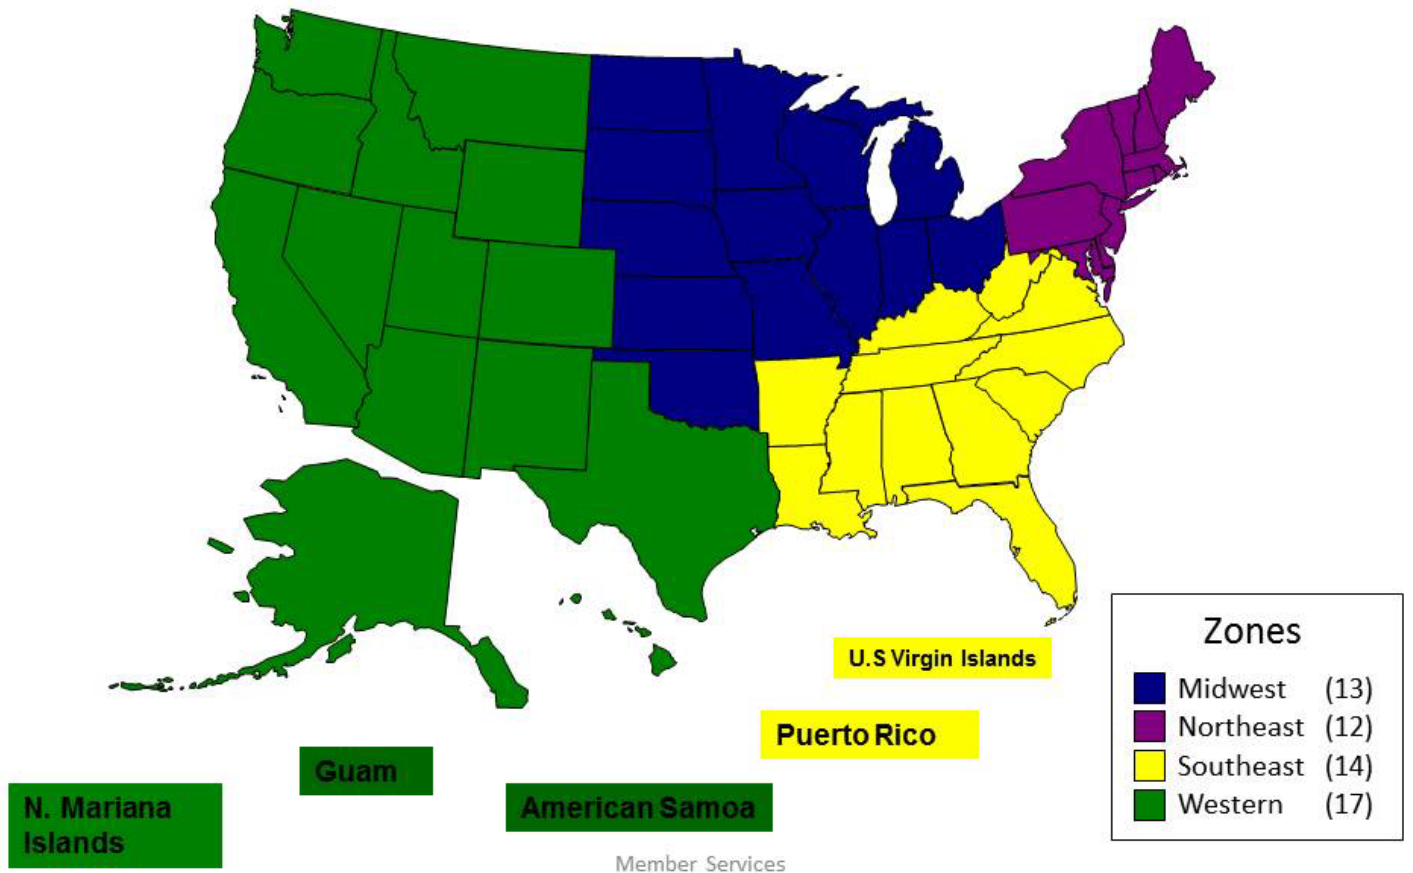 U.S Virgin Islands
Puerto Rico
Guam
N. Mariana
Islands
American Samoa
Zones
Midwest (13)
Northeast (12)
Southeast (14)
Western (17)
Member Services